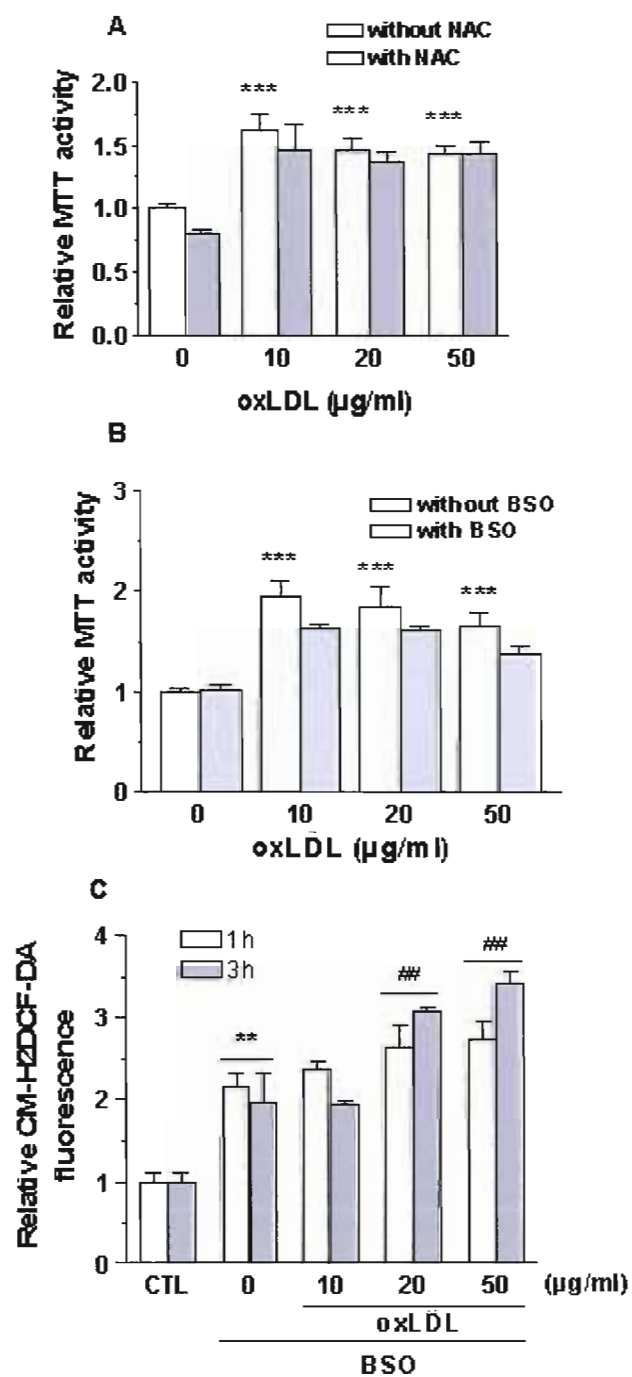 A
without NAC
with NAC
Relative MTT activity
2.0
1.5
1.0
0.5
0.0
*** *** ***
0 10 20 50
oxLDL (µg/ml)
B
without BSO
with BSO
Relative MTT activity
3
2
1
0
*** *** ***
0 10 20 50
oxLDL (µg/ml)
C
1h
3h
Relative CM-H2DCF-DA
fluorescence
4
3
2
1
0
** ## ##
CTL 0 10 20 50 (µg/ml)
oxLDL
BSO